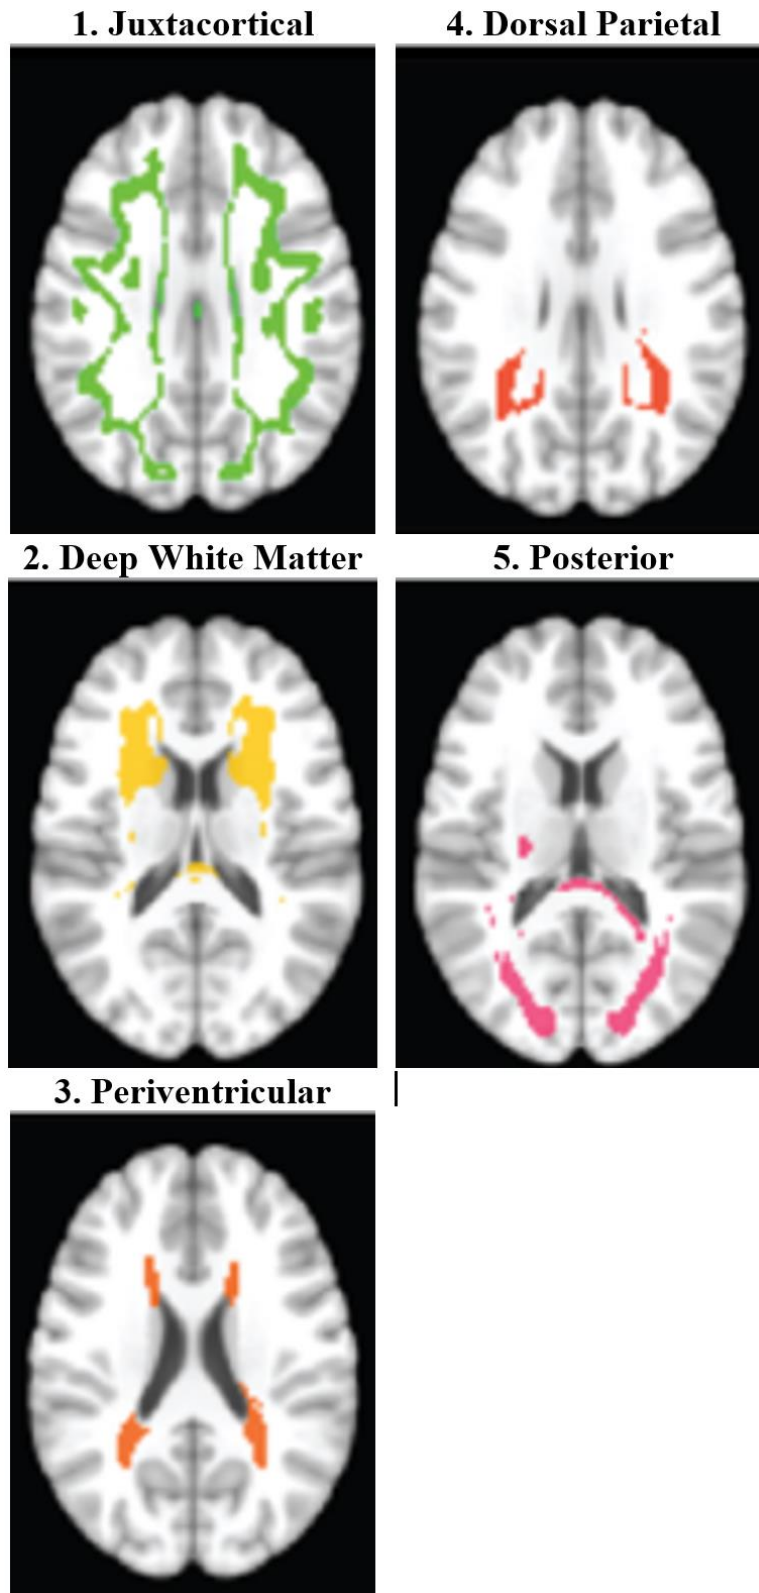 1. Juxtacortical
4. Dorsal Parietal
2. Deep White Matter
5. Posterior
3. Periventricular